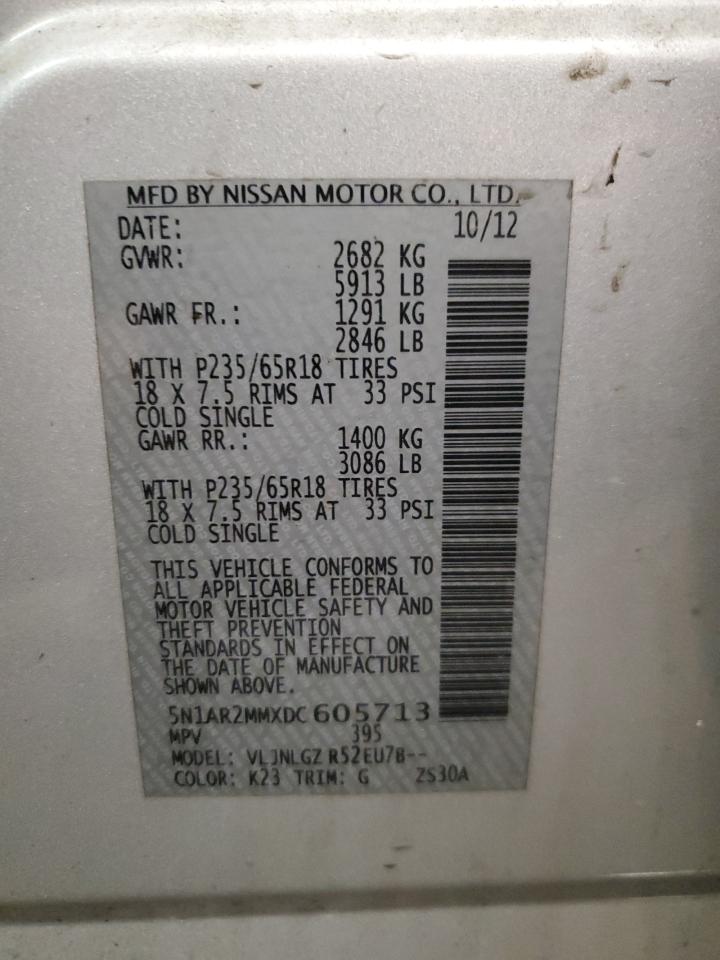 MFD BY NISSAN MOTOR CO., LTD.
DATE: 10/12
GVWR: 2682 KG
5913 LB
GAWR FR.: 1291 KG
2846 LB
WITH P235/65R18 TIRES
18 X 7.5 RIMS AT 33 PSI
COLD SINGLE
GAWR RR.: 1400 KG
3086 LB
WITH P235/65R18 TIRES
18 X 7.5 RIMS AT 33 PSI
COLD SINGLE
THIS VEHICLE CONFORMS TO
ALL APPLICABLE FEDERAL
MOTOR VEHICLE SAFETY AND
THEFT PREVENTION
STANDARDS IN EFFECT ON
THE DATE OF MANUFACTURE
SHOWN ABOVE.
5N1AR2MMXDC605713
MPV 395
MODEL: VLJNLGZ R52EU7B--
COLOR: K23 TRIM: G ZS30A